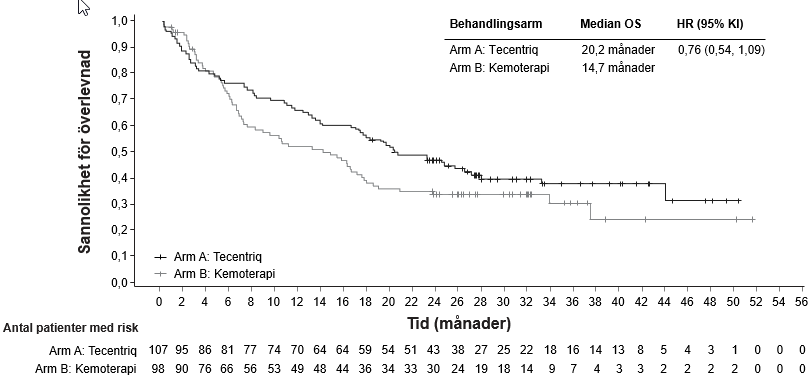 Behandlingsarm Median OS HR (95% KI)
Arm A: Tecentriq 20,2 månader 0,76 (0,54, 1,09)
Arm B: Kemoterapi 14,7 månader
Sannolikhet för överlevnad
1,0
0,9
0,8
0,7
0,6
0,5
0,4
0,3
0,2
0,1
0,0
Arm A: Tecentriq
Arm B: Kemoterapi
0 2 4 6 8 10 12 14 16 18 20 22 24 26 28 30 32 34 36 38 40 42 44 46 48 50 52 54 56
Tid (månader)
Antal patienter med risk
Arm A: Tecentriq 107 95 86 81 77 74 70 64 64 59 54 51 43 38 27 25 22 18 16 14 13 8 5 4 3 1 0 0 0
Arm B: Kemoterapi 98 90 76 66 56 53 49 48 44 36 34 33 30 24 19 18 14 9 7 4 3 3 2 2 2 2 0 0 0